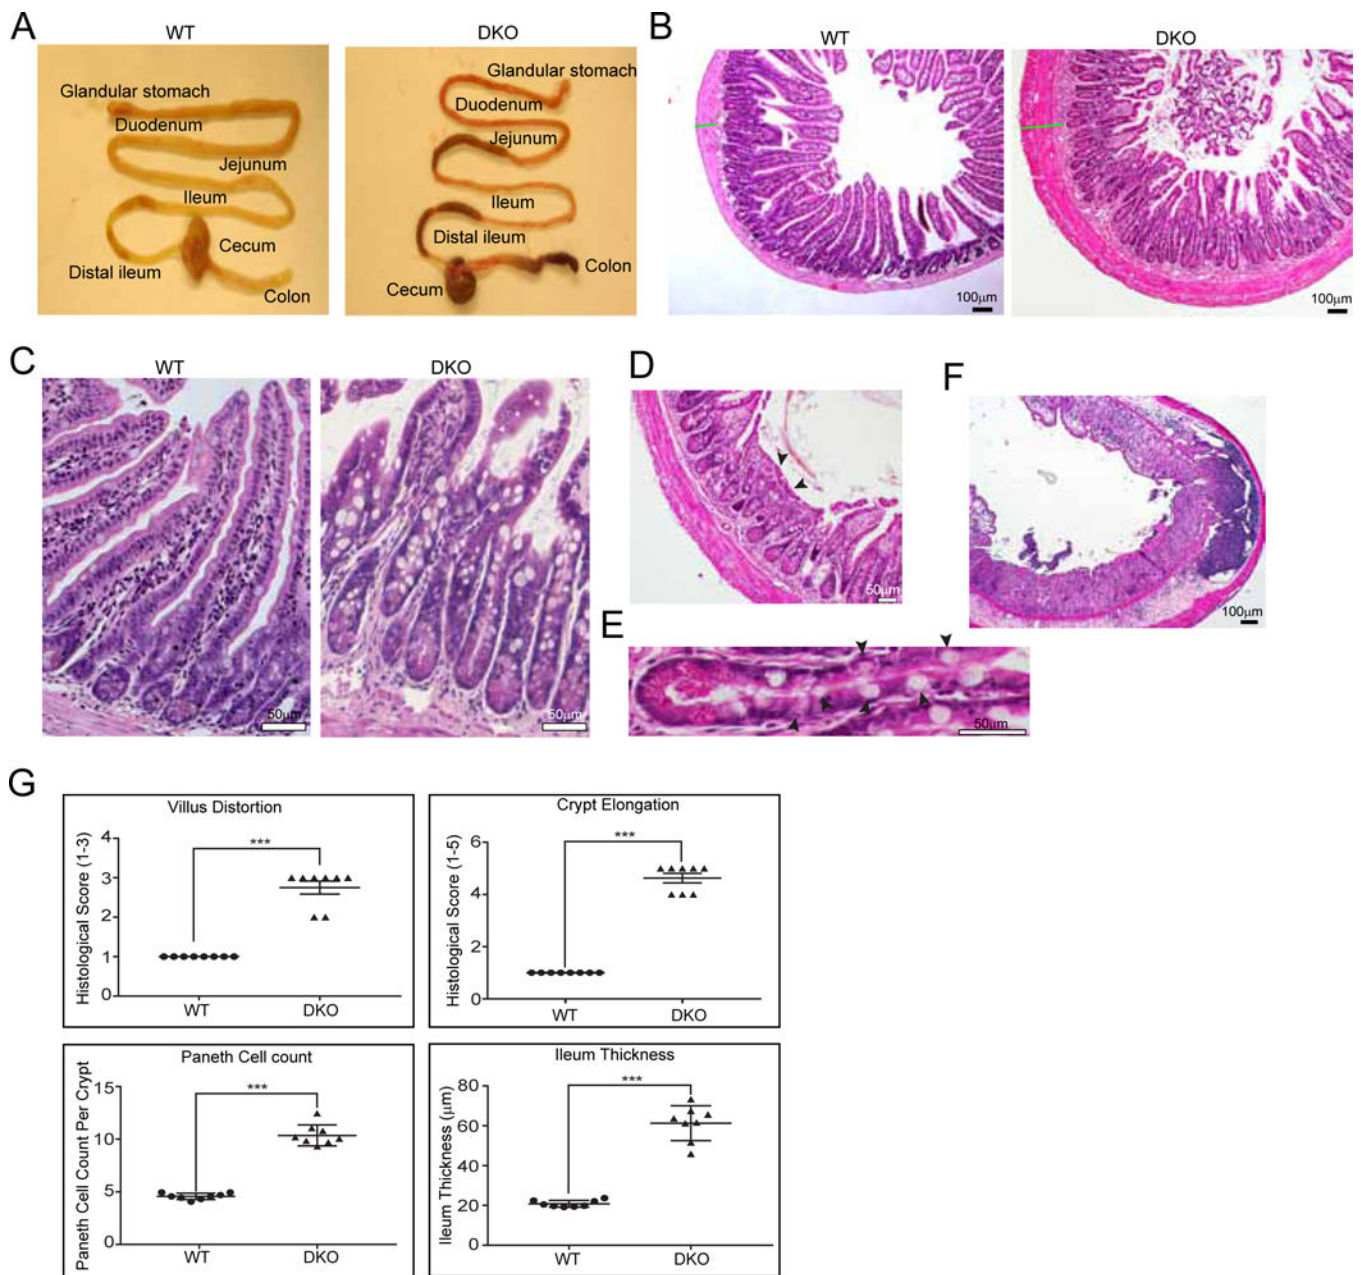 A
WT
DKO
Glandular stomach
Duodenum
Jejunum
Ileum
Cecum
Distal ileum
Colon
Glandular stomach
Duodenum
Jejunum
Ileum
Distal ileum
Colon
Cecum
B
WT
DKO
100μm
100μm
C
WT
DKO
50μm
50μm
D
50μm
E
50μm
F
100μm
G
Villus Distortion
Histological Score (1-3)
4
3
2
1
0
***
WT
DKO
Crypt Elongation
Histological Score (1-5)
6
4
2
0
***
WT
DKO
Paneth Cell count
Paneth Cell Count Per Crypt
15
10
5
0
***
WT
DKO
Ileum Thickness
Ileum Thickness (μm)
80
60
40
20
0
***
WT
DKO